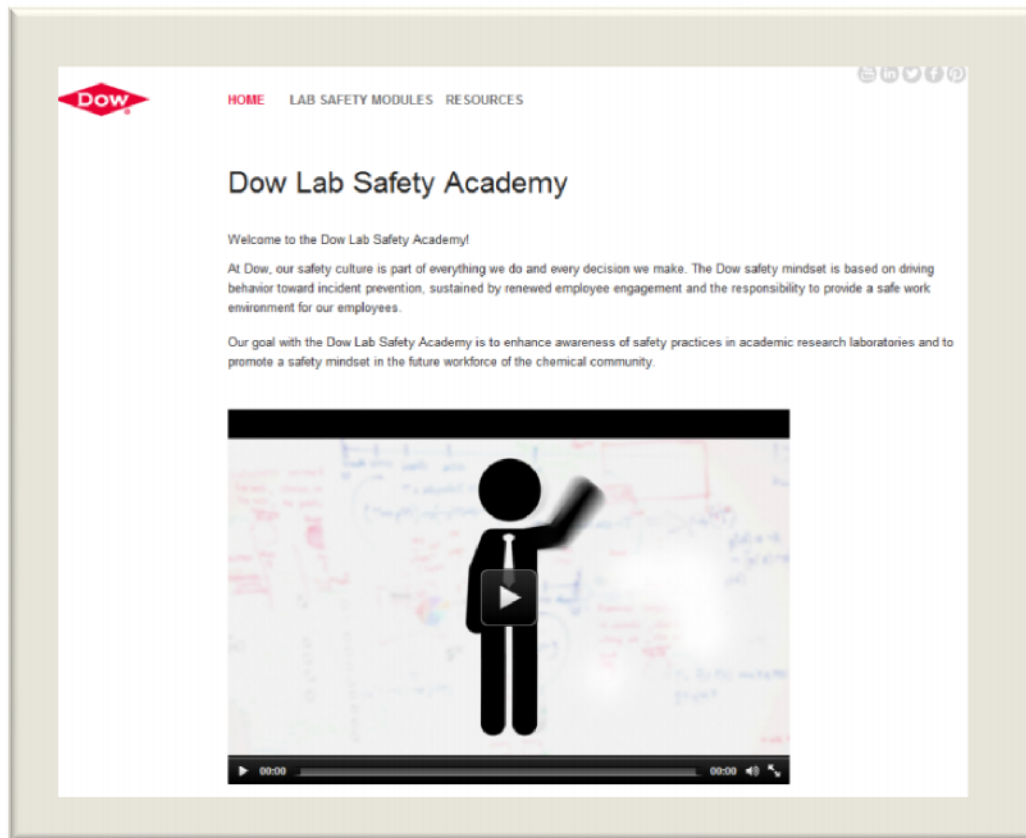 Dow
HOME LAB SAFETY MODULES RESOURCES
Dow Lab Safety Academy
Welcome to the Dow Lab Safety Academy!
At Dow, our safety culture is part of everything we do and every decision we make. The Dow safety mindset is based on driving
behavior toward incident prevention, sustained by renewed employee engagement and the responsibility to provide a safe work
environment for our employees.
Our goal with the Dow Lab Safety Academy is to enhance awareness of safety practices in academic research laboratories and to
promote a safety mindset in the future workforce of the chemical community.
00:00 00:00